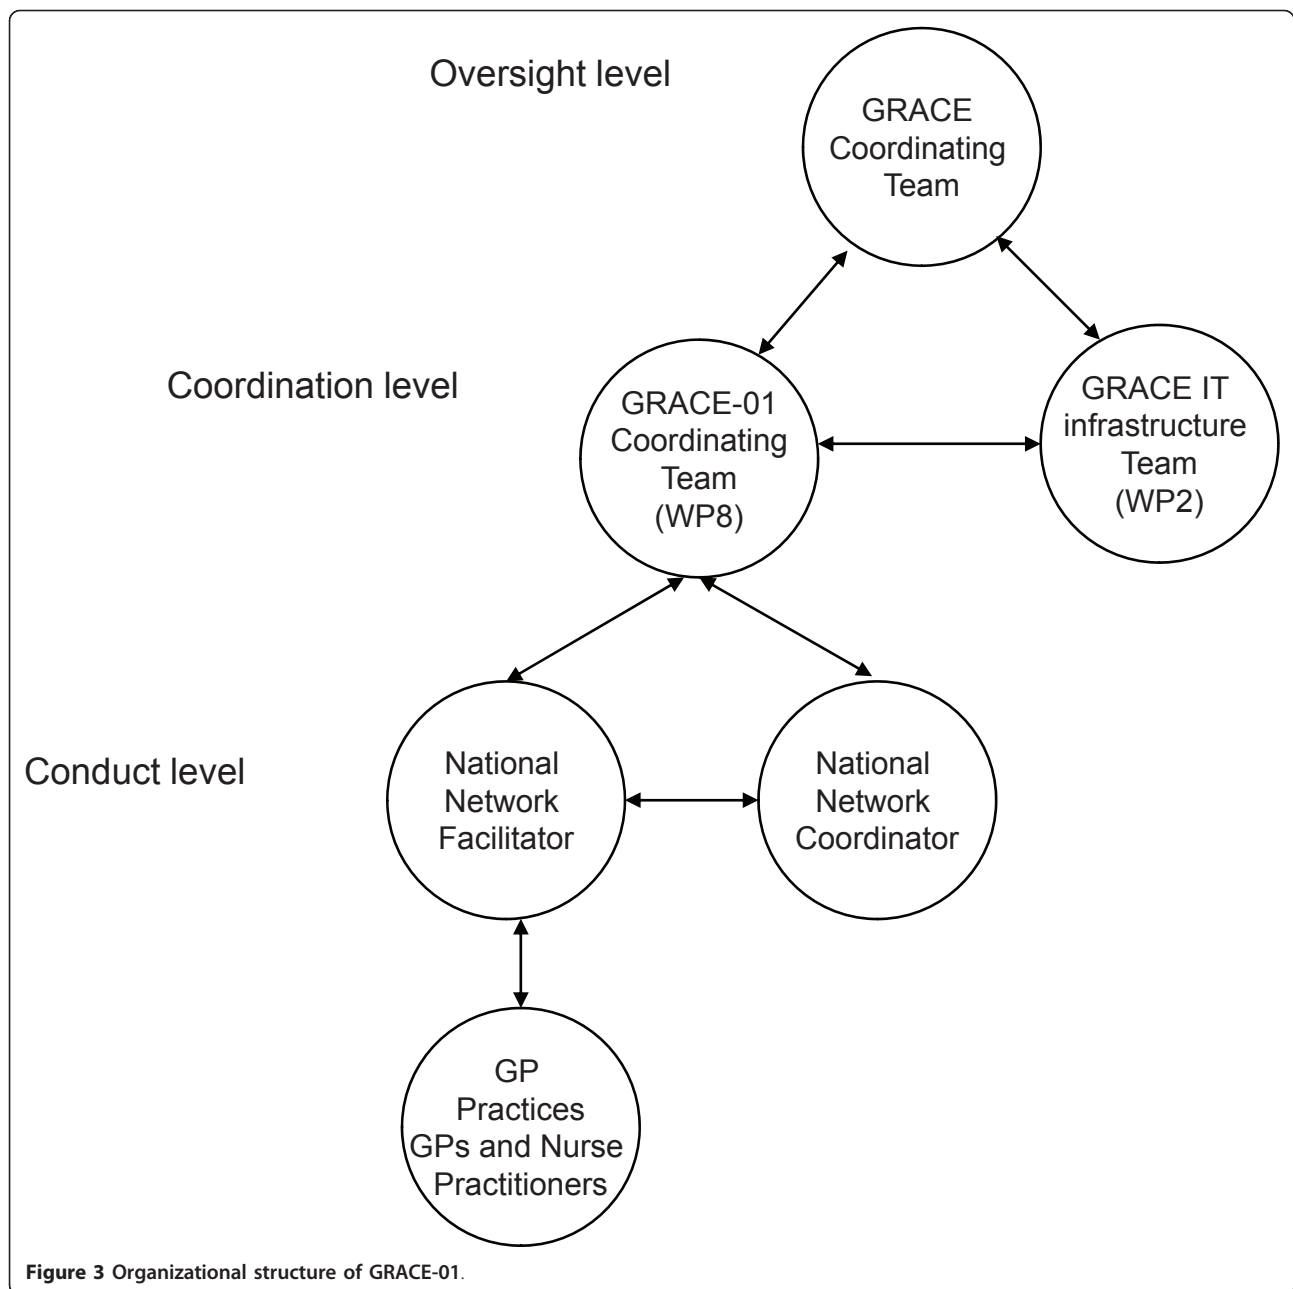 Oversight level
GRACE
Coordinating
Team
Coordination level
GRACE-01
Coordinating
Team
(WP8)
GRACE IT
infrastructure
Team
(WP2)
Conduct level
National
Network
Facilitator
National
Network
Coordinator
GP
Practices
GPs and Nurse
Practitioners
Figure 3 Organizational structure of GRACE-01.